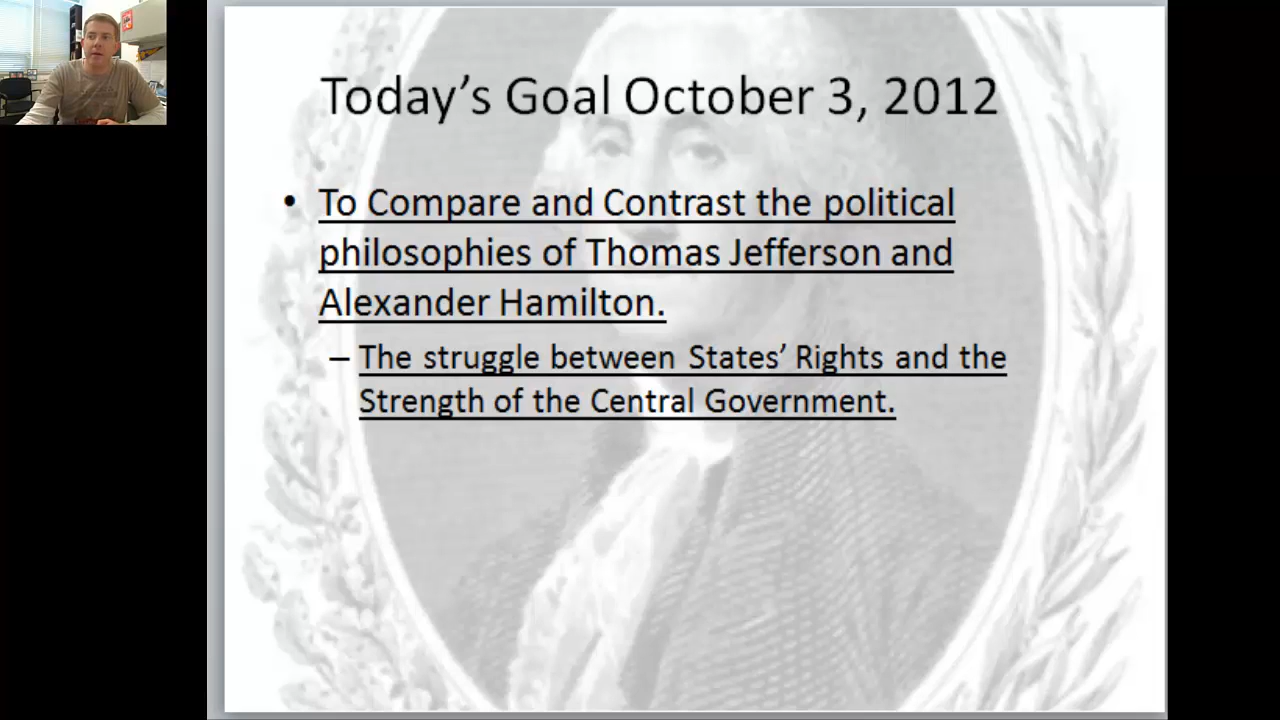 Today’s Goal October 3, 2012
• To Compare and Contrast the political
philosophies of Thomas Jefferson and
Alexander Hamilton.
– The struggle between States’ Rights and the
Strength of the Central Government.